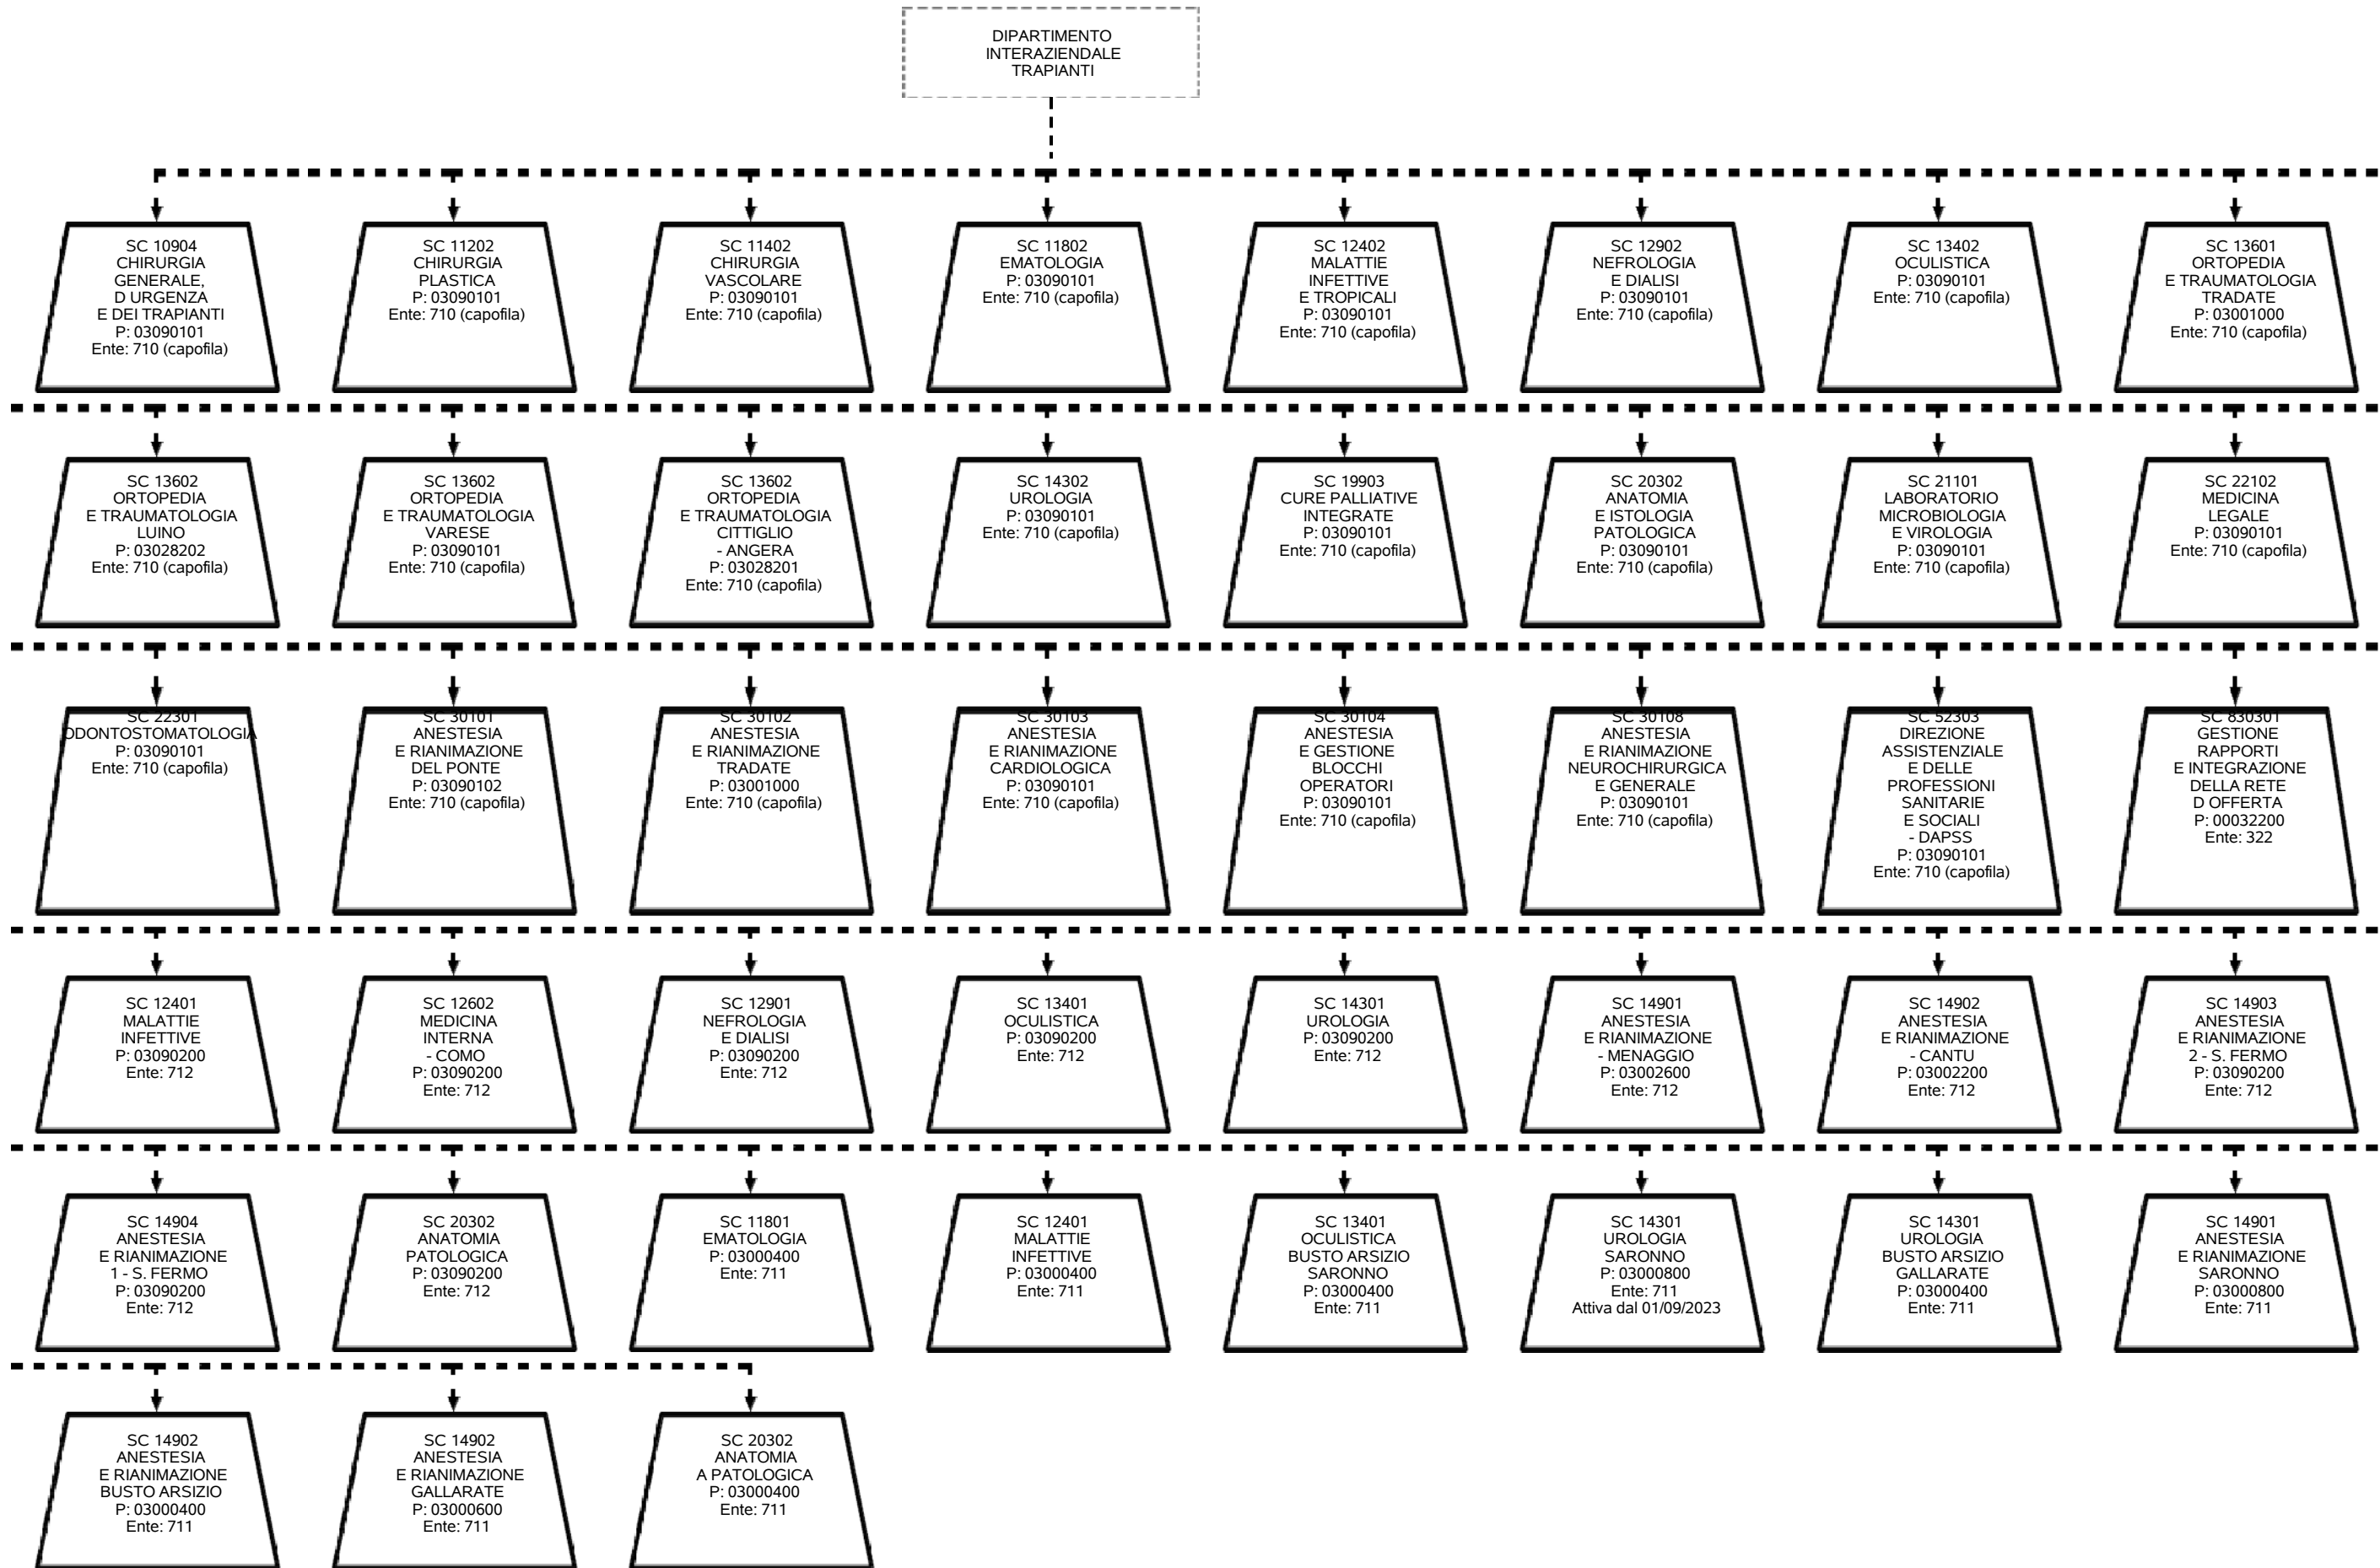 DIPARTIMENTO
INTERAZIENDALE
TRAPIANTI
SC 10904
CHIRURGIA
GENERALE,
D URGENZA
E DEI TRAPIANTI
P: 03090101
Ente: 710 (capofila)
SC 11202
CHIRURGIA
PLASTICA
P: 03090101
Ente: 710 (capofila)
SC 11402
CHIRURGIA
VASCOLARE
P: 03090101
Ente: 710 (capofila)
SC 11802
EMATOLOGIA
P: 03090101
Ente: 710 (capofila)
SC 12402
MALATTIE
INFETTIVE
E TROPICALI
P: 03090101
Ente: 710 (capofila)
SC 12902
NEFROLOGIA
E DIALISI
P: 03090101
Ente: 710 (capofila)
SC 13402
OCULISTICA
P: 03090101
Ente: 710 (capofila)
SC 13601
ORTOPEDIA
E TRAUMATOLOGIA
TRADATE
P: 03001000
Ente: 710 (capofila)
SC 13602
ORTOPEDIA
E TRAUMATOLOGIA
LUINO
P: 03028202
Ente: 710 (capofila)
SC 13602
ORTOPEDIA
E TRAUMATOLOGIA
VARESE
P: 03090101
Ente: 710 (capofila)
SC 13602
ORTOPEDIA
E TRAUMATOLOGIA
CITTIGLIO
- ANGERA
P: 03028201
Ente: 710 (capofila)
SC 14302
UROLOGIA
P: 03090101
Ente: 710 (capofila)
SC 19903
CURE PALLIATIVE
INTEGRATE
P: 03090101
Ente: 710 (capofila)
SC 20302
ANATOMIA
E ISTOLOGIA
PATOLOGICA
P: 03090101
Ente: 710 (capofila)
SC 21101
LABORATORIO
MICROBIOLOGIA
E VIROLOGIA
P: 03090101
Ente: 710 (capofila)
SC 22102
MEDICINA
LEGALE
P: 03090101
Ente: 710 (capofila)
SC 22301
ODONTOSTOMATOLOGIA
P: 03090101
Ente: 710 (capofila)
SC 30101
ANESTESIA
E RIANIMAZIONE
DEL PONTE
P: 03090102
Ente: 710 (capofila)
SC 30102
ANESTESIA
E RIANIMAZIONE
TRADATE
P: 03001000
Ente: 710 (capofila)
SC 30103
ANESTESIA
E RIANIMAZIONE
CARDIOLOGICA
P: 03090101
Ente: 710 (capofila)
SC 30104
ANESTESIA
E GESTIONE
BLOCCHI
OPERATORI
P: 03090101
Ente: 710 (capofila)
SC 30108
ANESTESIA
E RIANIMAZIONE
NEUROCHIRURGICA
E GENERALE
P: 03090101
Ente: 710 (capofila)
SC 52303
DIREZIONE
ASSISTENZIALE
E DELLE
PROFESSIONI
SANITARIE
E SOCIALI
- DAPSS
P: 03090101
Ente: 710 (capofila)
SC 830301
GESTIONE
RAPPORTI
E INTEGRAZIONE
DELLA RETE
D OFFERTA
P: 00032200
Ente: 322
SC 12401
MALATTIE
INFETTIVE
P: 03090200
Ente: 712
SC 12602
MEDICINA
INTERNA
- COMO
P: 03090200
Ente: 712
SC 12901
NEFROLOGIA
E DIALISI
P: 03090200
Ente: 712
SC 13401
OCULISTICA
P: 03090200
Ente: 712
SC 14301
UROLOGIA
P: 03090200
Ente: 712
SC 14901
ANESTESIA
E RIANIMAZIONE
- MENAGGIO
P: 03002600
Ente: 712
SC 14902
ANESTESIA
E RIANIMAZIONE
- CANTU
P: 03002200
Ente: 712
SC 14903
ANESTESIA
E RIANIMAZIONE
2 - S. FERMO
P: 03090200
Ente: 712
SC 14904
ANESTESIA
E RIANIMAZIONE
1 - S. FERMO
P: 03090200
Ente: 712
SC 20302
ANATOMIA
PATOLOGICA
P: 03090200
Ente: 712
SC 11801
EMATOLOGIA
P: 03000400
Ente: 711
SC 12401
MALATTIE
INFETTIVE
P: 03000400
Ente: 711
SC 13401
OCULISTICA
BUSTO ARSIZIO
SARONNO
P: 03000400
Ente: 711
SC 14301
UROLOGIA
SARONNO
P: 03000800
Ente: 711
Attiva dal 01/09/2023
SC 14301
UROLOGIA
BUSTO ARSIZIO
GALLARATE
P: 03000400
Ente: 711
SC 14901
ANESTESIA
E RIANIMAZIONE
SARONNO
P: 03000800
Ente: 711
SC 14902
ANESTESIA
E RIANIMAZIONE
BUSTO ARSIZIO
P: 03000400
Ente: 711
SC 14902
ANESTESIA
E RIANIMAZIONE
GALLARATE
P: 03000600
Ente: 711
SC 20302
ANATOMIA
A PATOLOGICA
P: 03000400
Ente: 711